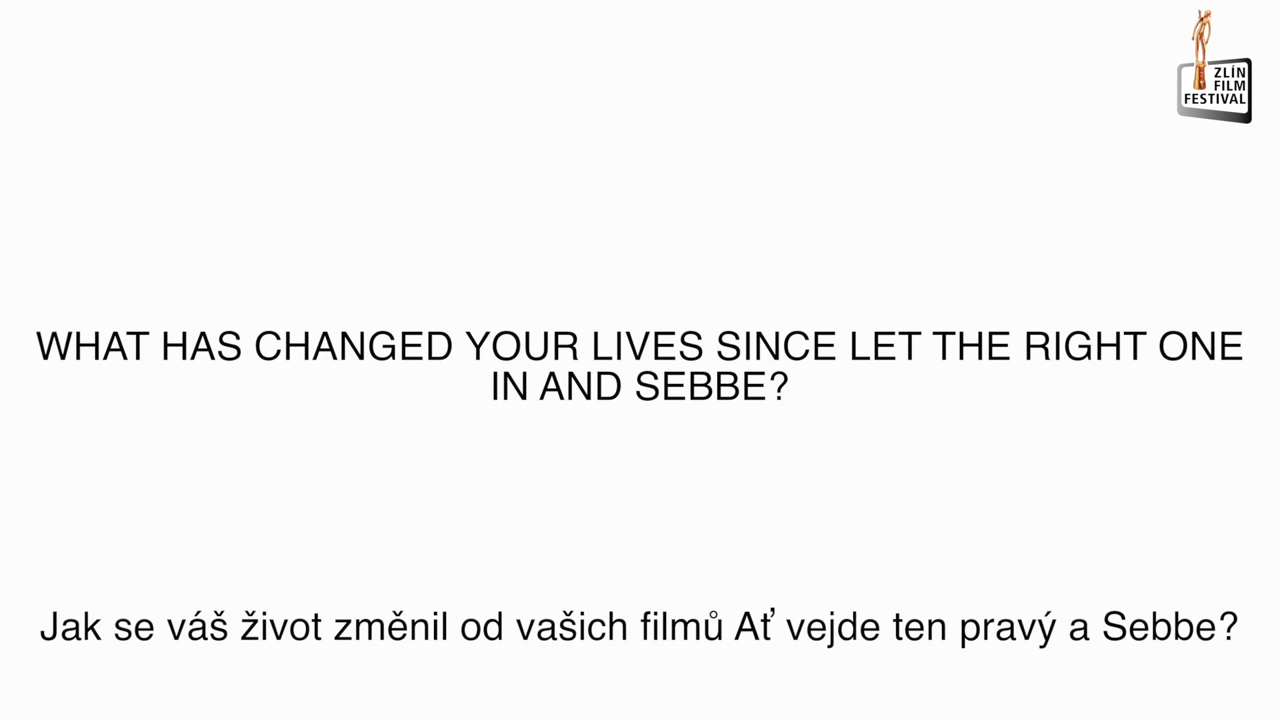 ZLÍN
FILM
FESTIVAL
WHAT HAS CHANGED YOUR LIVES SINCE LET THE RIGHT ONE
IN AND SEBBE?
Jak se váš život změnil od vašich filmů Ať vejde ten pravý a Sebbe?